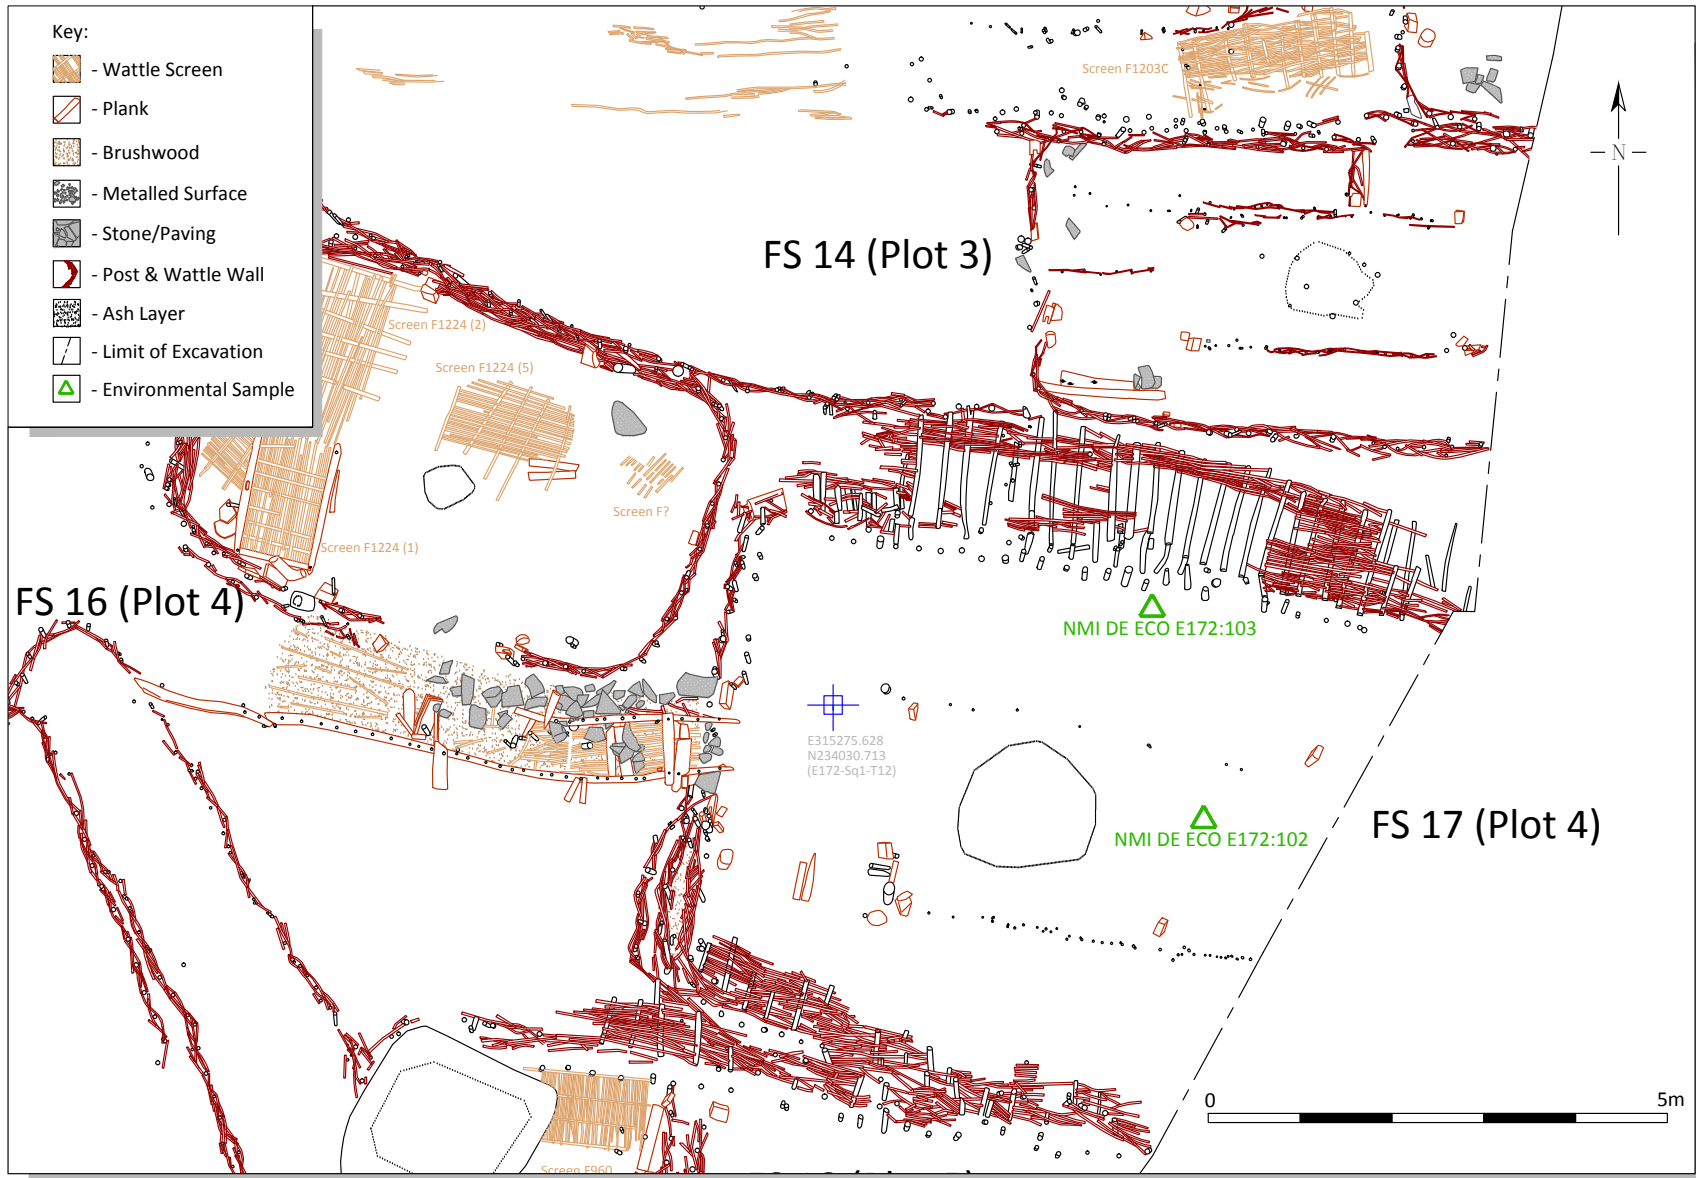 Key:
- Wattle Screen
- Plank
- Brushwood
- Metalled Surface
- Stone/Paving
- Post & Wattle Wall
- Ash Layer
- Limit of Excavation
- Environmental Sample
Screen F1203C
N
FS 14 (Plot 3)
Screen F1224 (2)
Screen F1224 (5)
Screen F?
Screen F1224 (1)
FS 16 (Plot 4)
NMI DE ECO E172:103
E315275.628
N234030.713
(E172-Sq1-T12)
FS 17 (Plot 4)
NMI DE ECO E172:102
0 5m
Screen F960